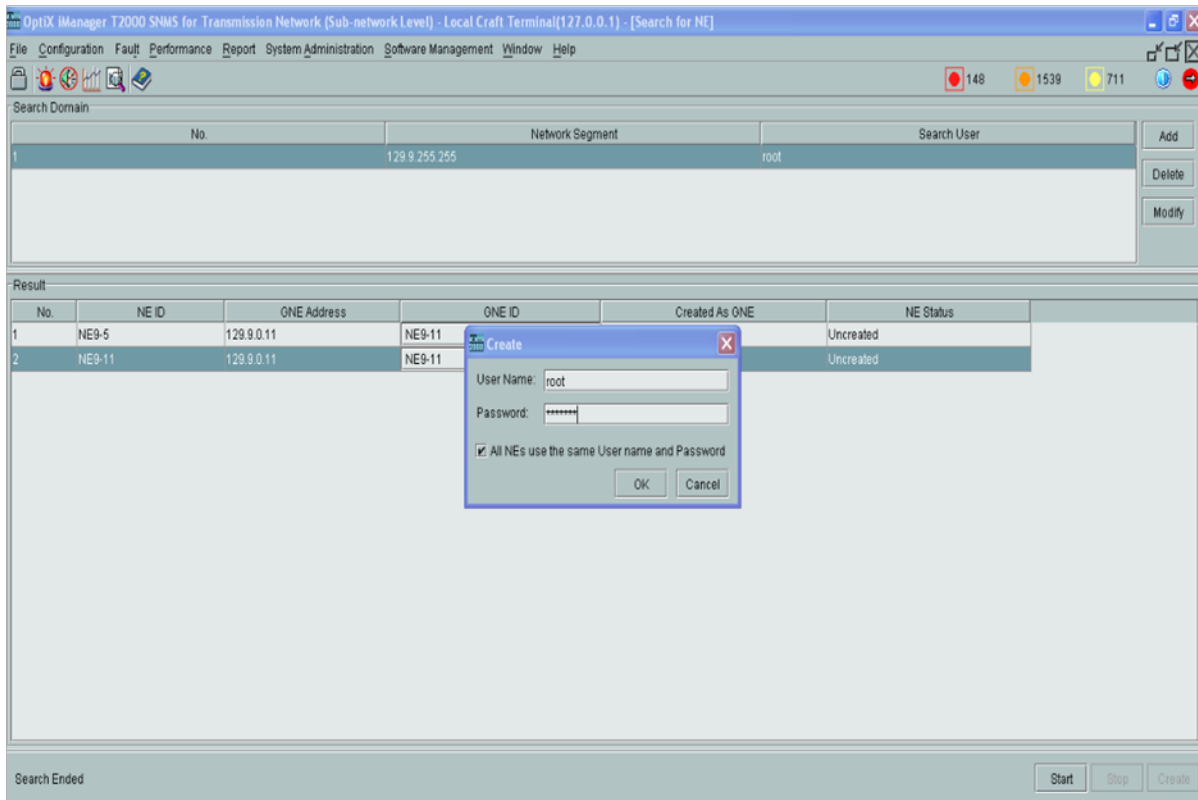 OptiX iManager T2000 SNMS for Transmission Network (Sub-network Level) - Local Craft Terminal(127.0.0.1) - [Search for NE]
File Configuration Fault Performance Report System Administration Software Management Window Help
148 1539 711
Search Domain
No. Network Segment Search User
1 129.9.255.255 root
Add
Delete
Modify
Result
No. NE ID GNE Address GNE ID Created As GNE NE Status
1 NE9-5 129.9.0.11 NE9-11 Uncreated
2 NE9-11 129.9.0.11 NE9-11 Uncreated
Create
User Name: root
Password: *******
All NEs use the same User name and Password
OK Cancel
Search Ended
Start Stop Create